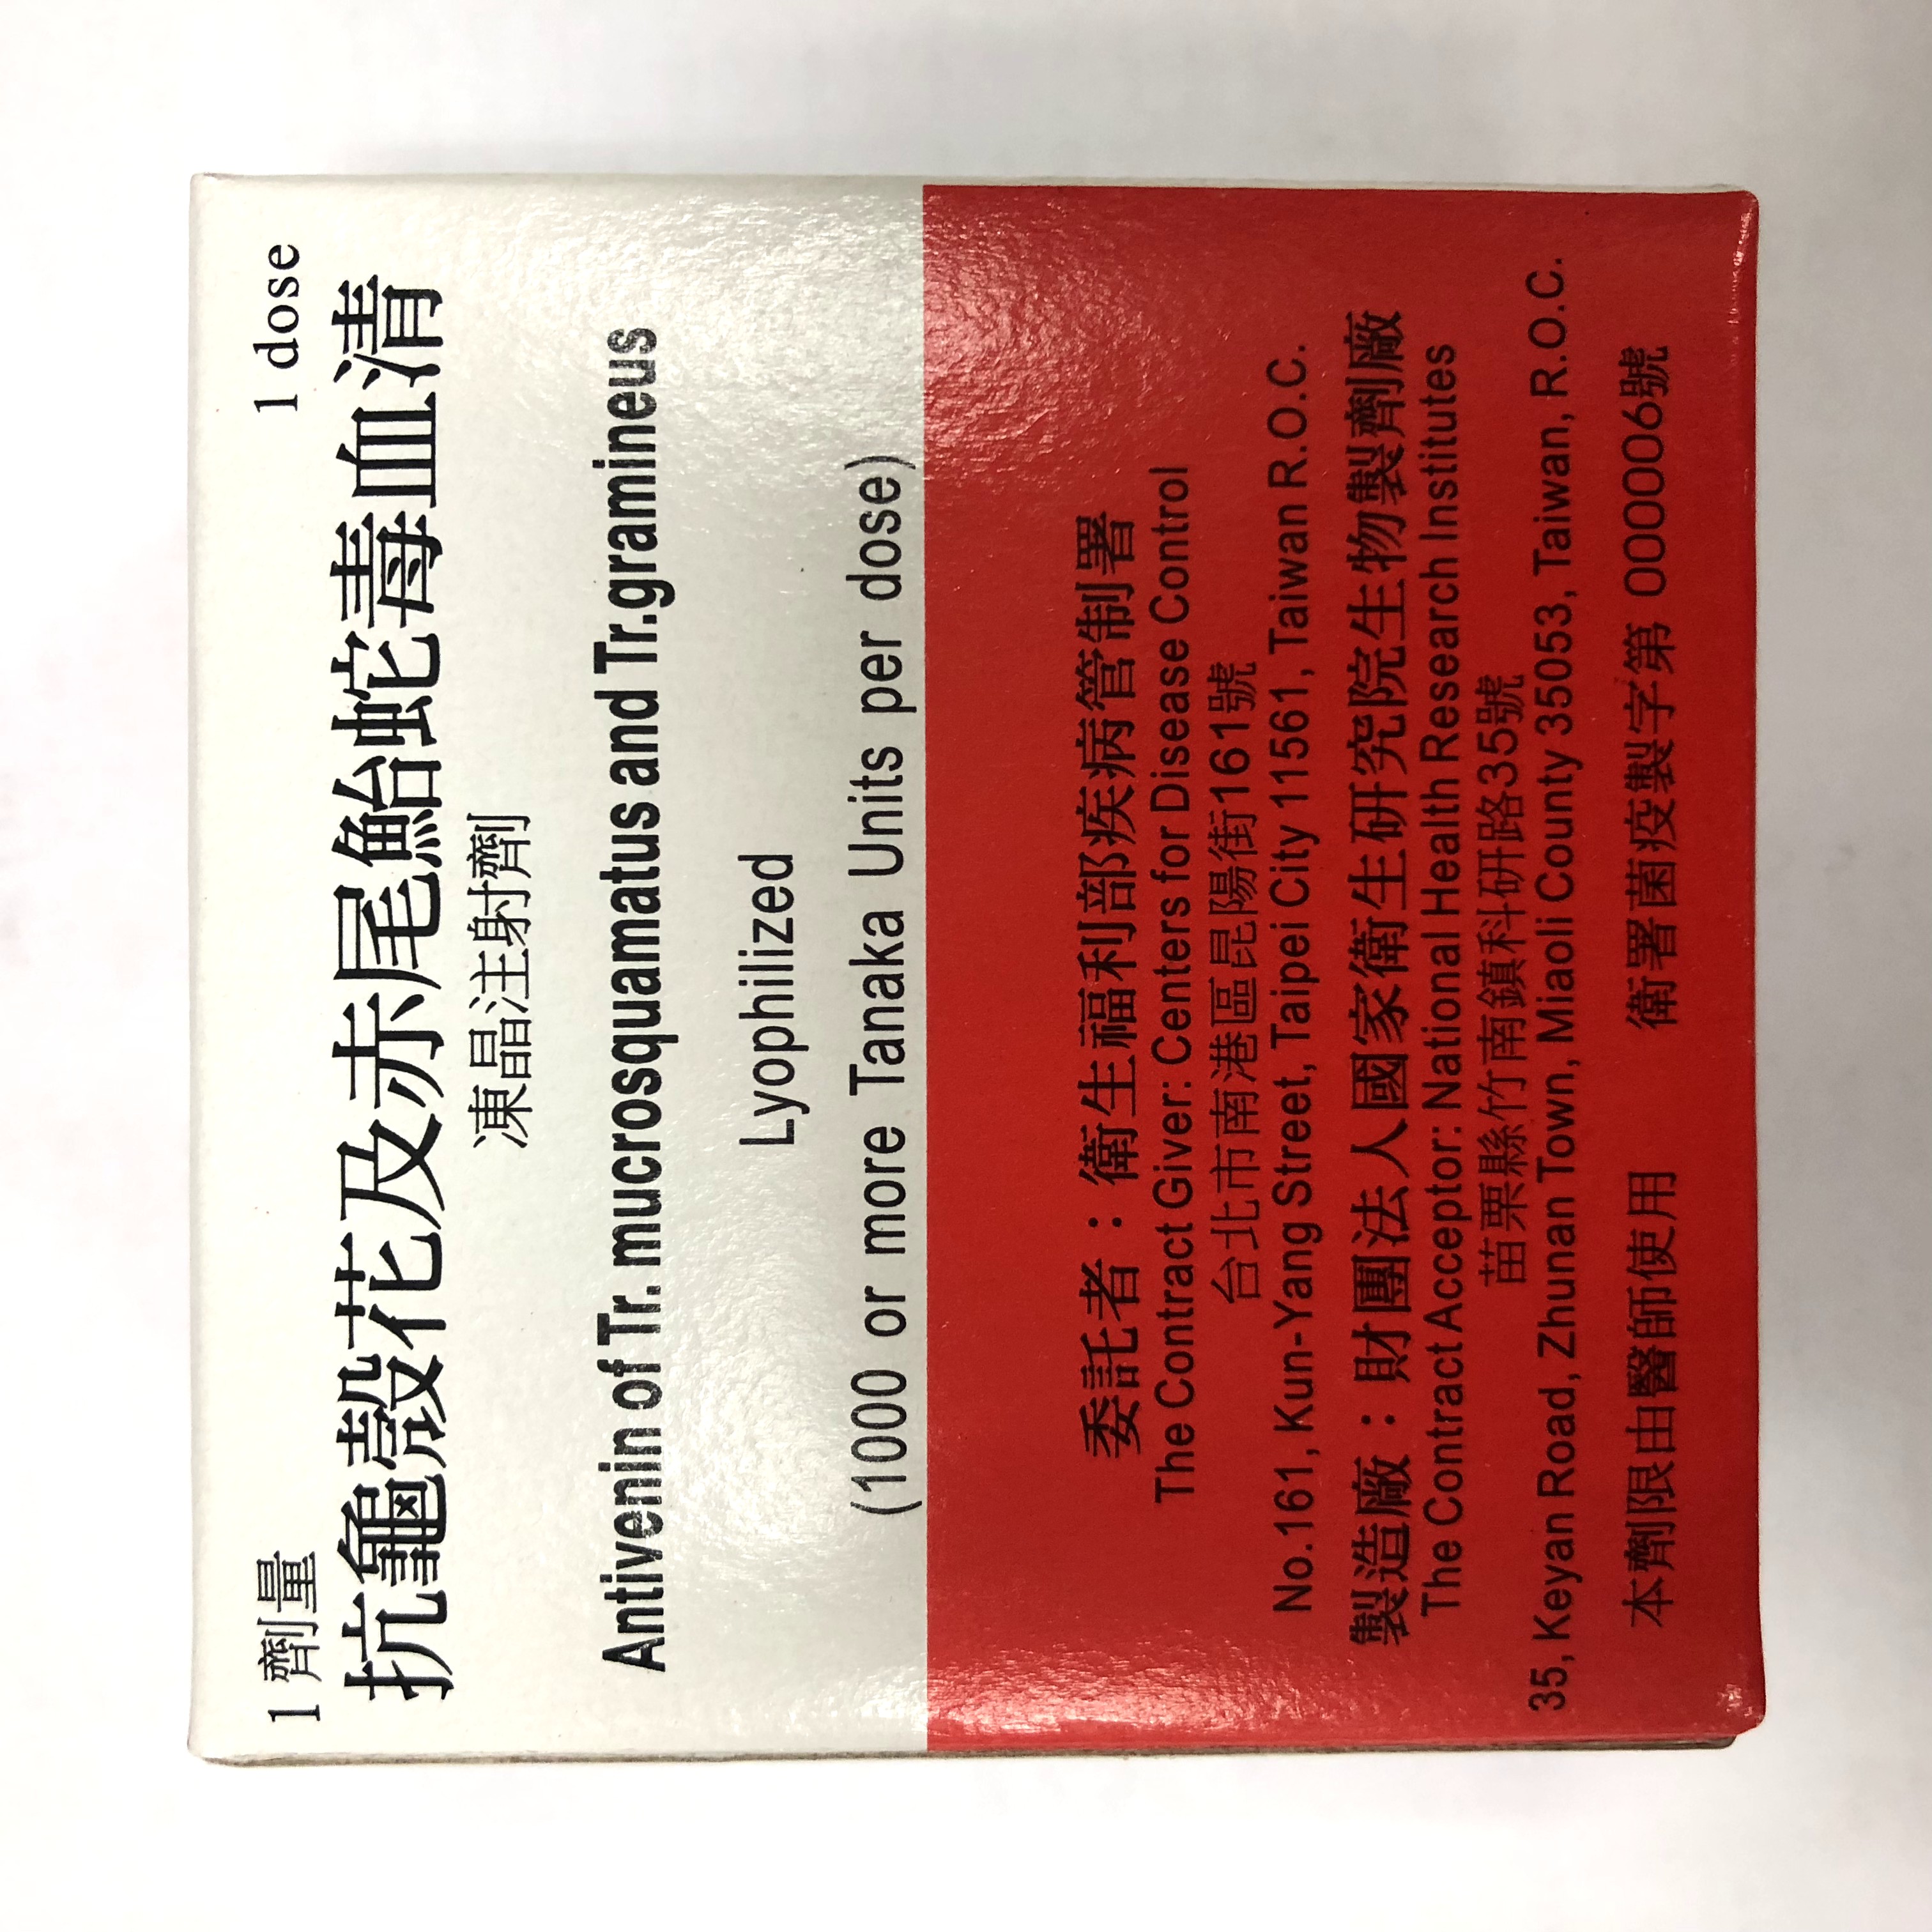 1 劑量 1 dose
抗龜殼花及赤尾鮐蛇毒血清
凍晶注射劑
Antivenin of Tr. mucrosquamatus and Tr.gramineus
Lyophilized
(1000 or more Tanaka Units per dose)
委託者：衛生福利部疾病管制署
The Contract Giver: Centers for Disease Control
台北市南港區昆陽街161號
No.161, Kun-Yang Street, Taipei City 11561, Taiwan R.O.C.
製造廠：財團法人國家衛生研究院生物製劑廠
The Contract Acceptor: National Health Research Institutes
苗栗縣竹南鎮科研路35號
35, Keyan Road, Zhunan Town, Miaoli County 35053, Taiwan, R.O.C.
本劑限由醫師使用 衛署菌疫製字第 000006號